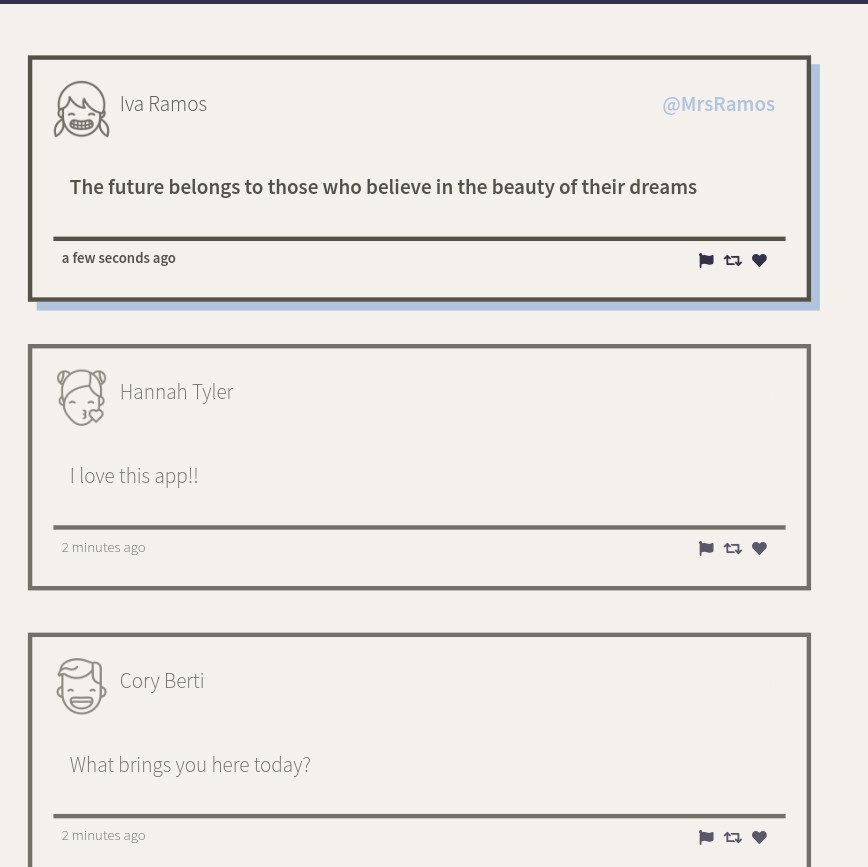 Iva Ramos
@MrsRamos
The future belongs to those who believe in the beauty of their dreams
a few seconds ago
Hannah Tyler
I love this app!!
2 minutes ago
Cory Berti
What brings you here today?
2 minutes ago